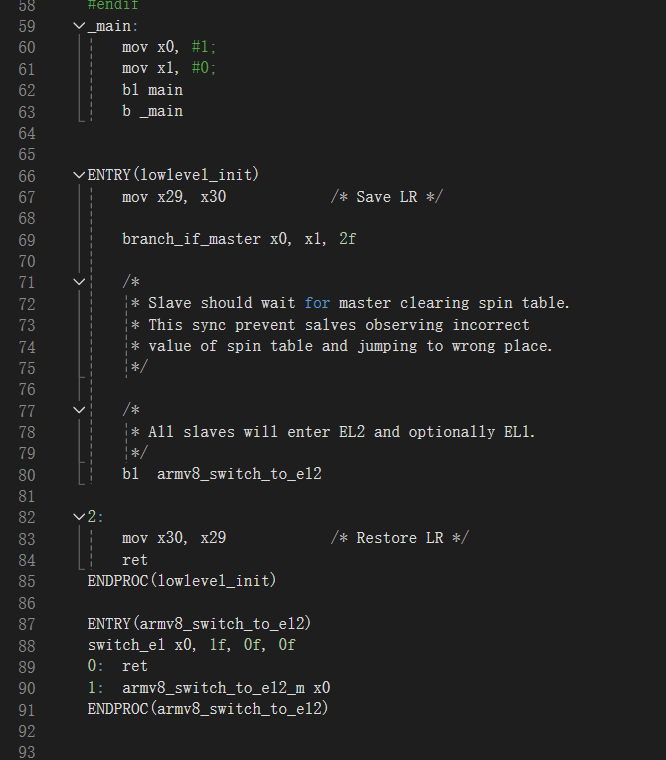 58 #endif
59 _main:
60 mov x0, #1;
61 mov x1, #0;
62 bl main
63 b _main
64
65
66 ENTRY(lowlevel_init)
67 mov x29, x30 /* Save LR */
68
69 branch_if_master x0, x1, 2f
70
71 /*
72 * Slave should wait for master clearing spin table.
73 * This sync prevent salves observing incorrect
74 * value of spin table and jumping to wrong place.
75 */
76
77 /*
78 * All slaves will enter EL2 and optionally EL1.
79 */
80 bl armv8_switch_to_el2
81
82 2:
83 mov x30, x29 /* Restore LR */
84 ret
85 ENDPROC(lowlevel_init)
86
87 ENTRY(armv8_switch_to_el2)
88 switch_el x0, 1f, 0f, 0f
89 0: ret
90 1: armv8_switch_to_el2_m x0
91 ENDPROC(armv8_switch_to_el2)
92
93